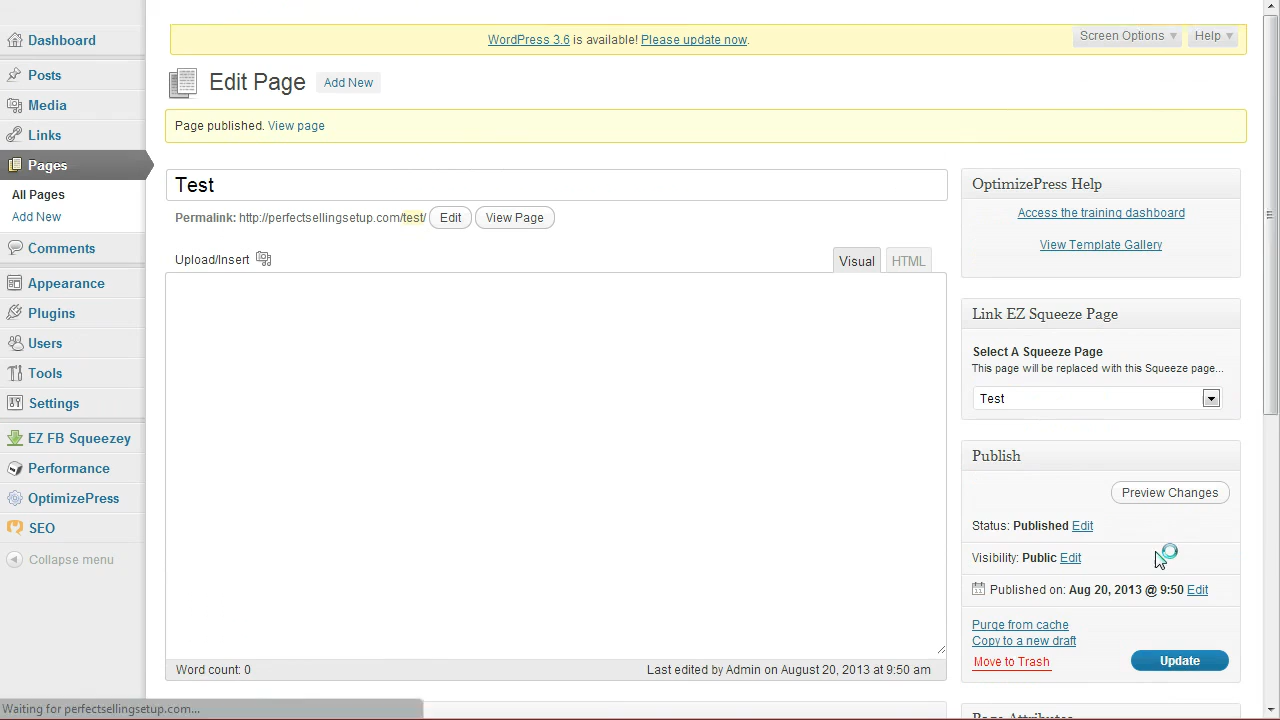 WordPress 3.6 is available! Please update now.
Screen Options
Help
Dashboard
Posts
Media
Links
Pages
All Pages
Add New
Comments
Appearance
Plugins
Users
Tools
Settings
EZ FB Squeezey
Performance
OptimizePress
SEO
Collapse menu
Edit Page
Add New
Page published. View page
Test
Permalink: http://perfectsellingsetup.com/test/ Edit View Page
Upload/Insert
Visual
HTML
Word count: 0
Last edited by Admin on August 20, 2013 at 9:50 am
OptimizePress Help
Access the training dashboard
View Template Gallery
Link EZ Squeeze Page
Select A Squeeze Page
This page will be replaced with this Squeeze page...
Test
Publish
Preview Changes
Status: Published Edit
Visibility: Public Edit
Published on: Aug 20, 2013 @ 9:50 Edit
Purge from cache
Copy to a new draft
Move to Trash
Update
Page Attributes
Waiting for perfectsellingsetup.com...